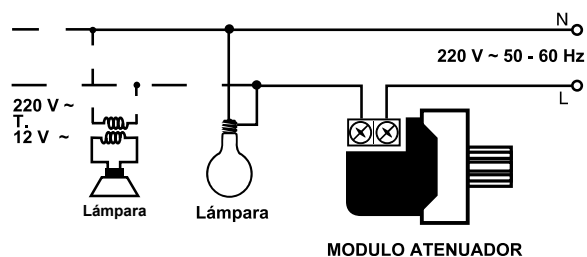 N
220 V ~ 50 - 60 Hz
L
220 V ~
T.
12 V ~
Lámpara
Lámpara
MODULO ATENUADOR